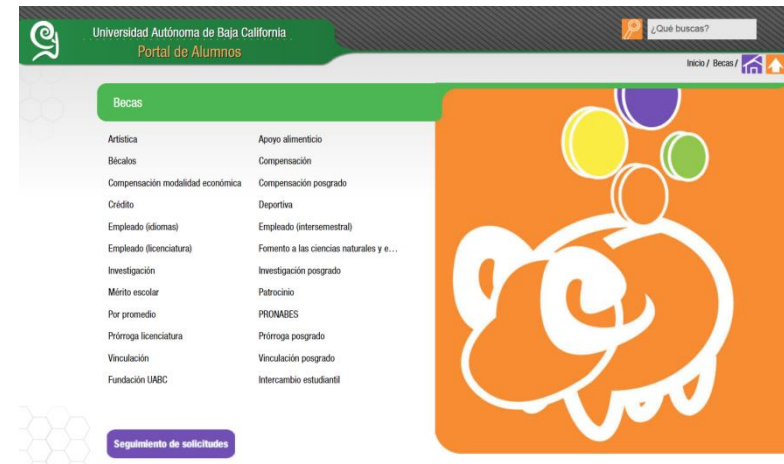 Universidad Autónoma de Baja California
Portal de Alumnos
¿Qué buscas?
Inicio / Becas /
Becas
Artística
Apoyo alimenticio
Bécalos
Compensación
Compensación modalidad económica
Compensación posgrado
Crédito
Deportiva
Empleado (idiomas)
Empleado (intersemestral)
Empleado (licenciatura)
Fomento a las ciencias naturales y e…
Investigación
Investigación posgrado
Mérito escolar
Patrocinio
Por promedio
PRONABES
Prórroga licenciatura
Prórroga posgrado
Vinculación
Vinculación posgrado
Fundación UABC
Intercambio estudiantil
Seguimiento de solicitudes